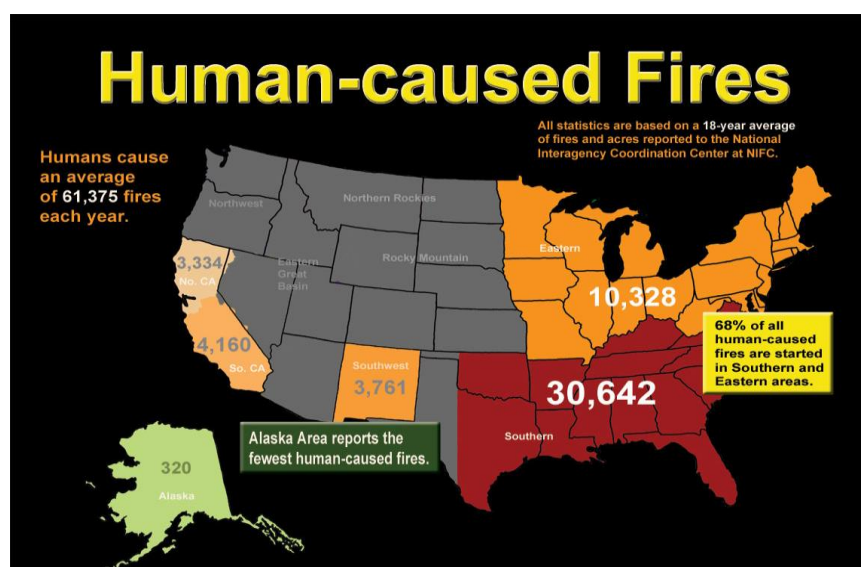 Human-caused Fires
All statistics are based on a 18-year average
of fires and acres reported to the National
Interagency Coordination Center at NIFC.
Humans cause
an average
of 61,375 fires
each year.
Northwest
Northern Rockies
Eastern
Great
Basin
Rocky Mountain
Eastern
3,334
No. CA
10,328
4,160
So. CA
Southwest
3,761
68% of all
human-caused
fires are started
in Southern and
Eastern areas.
30,642
Southern
Alaska Area reports the
fewest human-caused fires.
320
Alaska